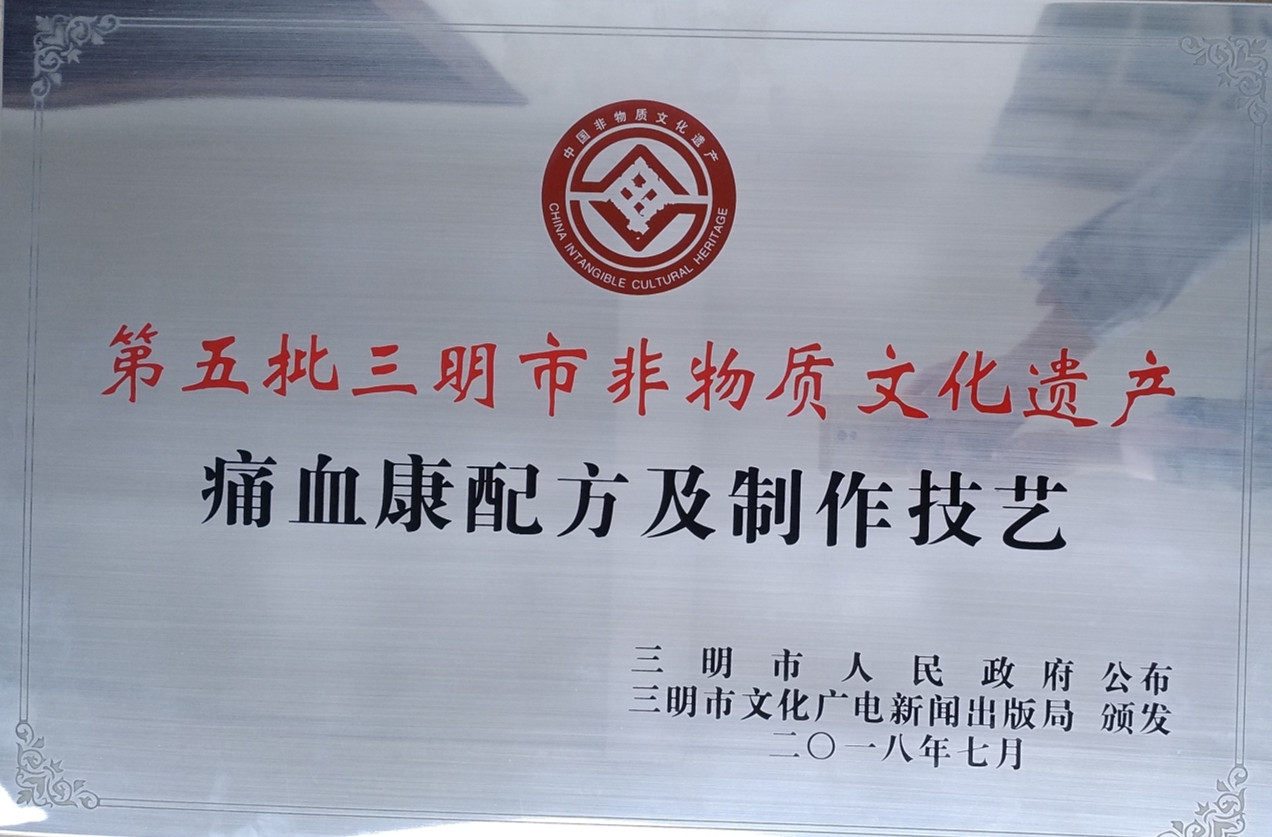 中国非物质文化遗产
CHINA INTANGIBLE CULTURAL HERITAGE
第五批三明市非物质文化遗产
痛血康配方及制作技艺
三明市人民政府 公布
三明市文化广电新闻出版局 颁发
二〇一八年七月